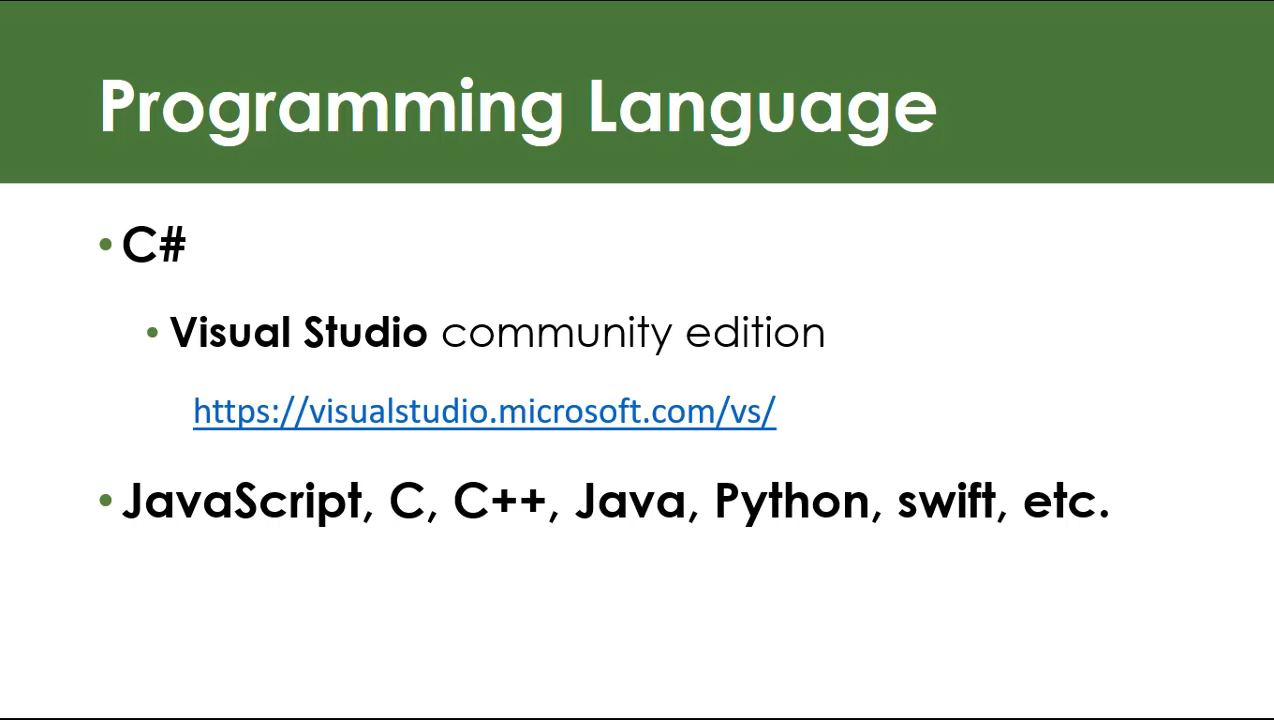 Programming Language
• C#
• Visual Studio community edition
https://visualstudio.microsoft.com/vs/
• JavaScript, C, C++, Java, Python, swift, etc.